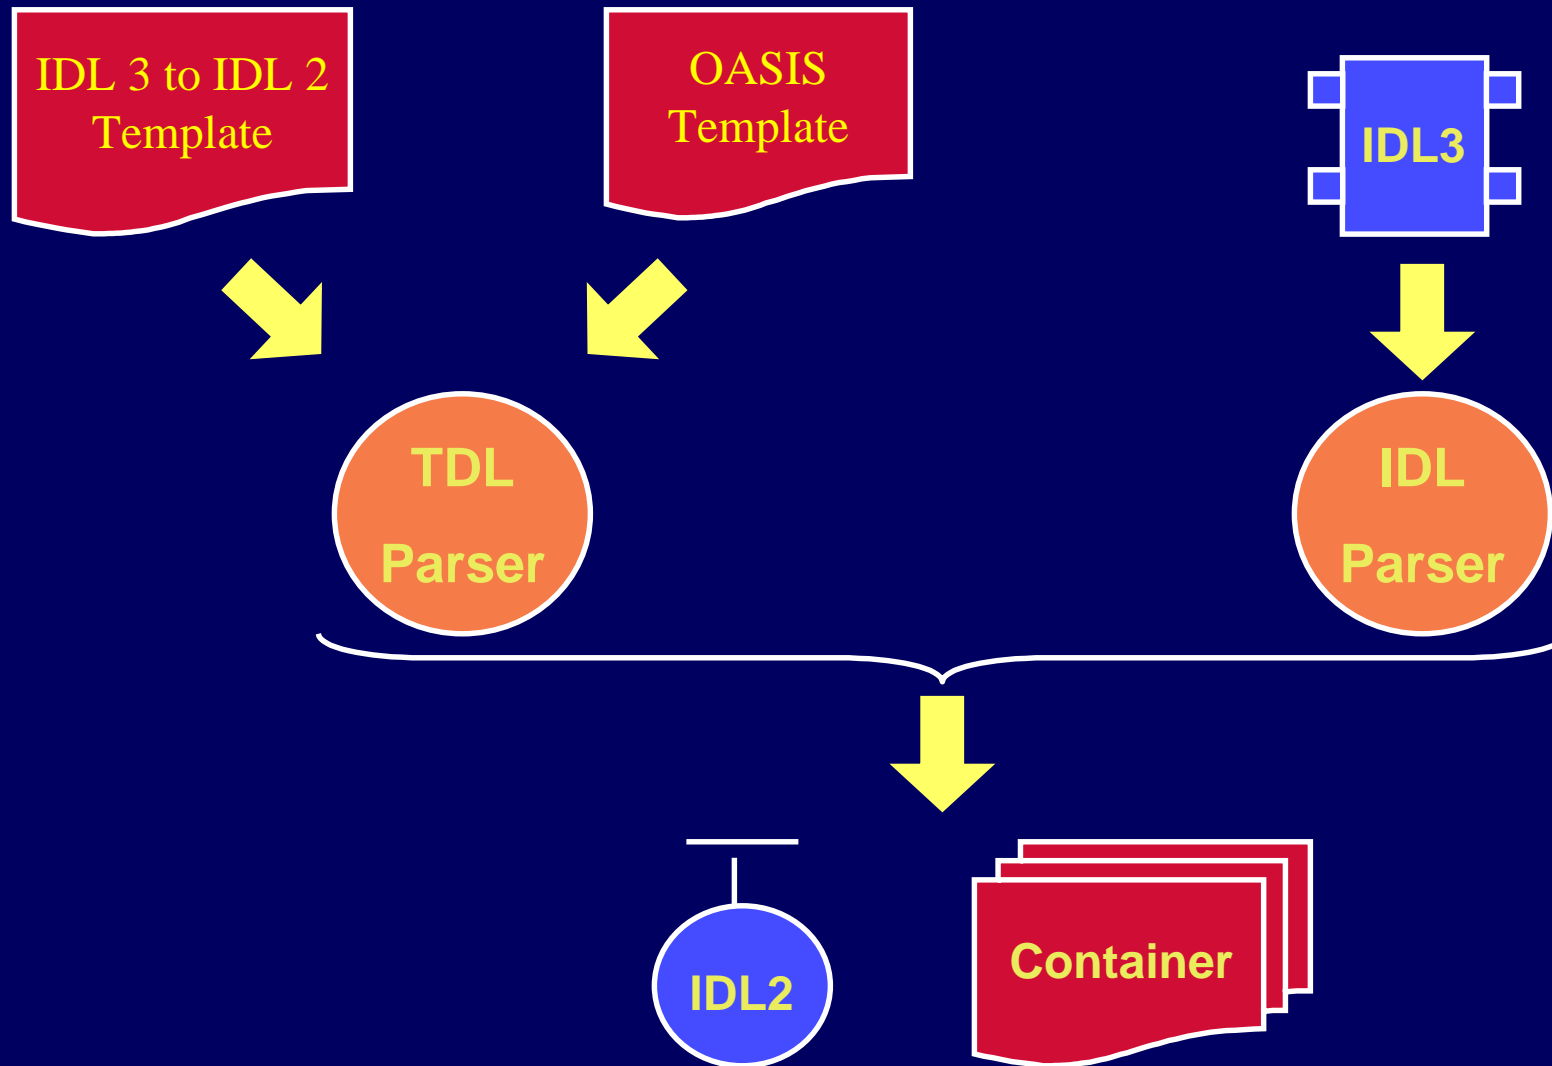 IDL 3 to IDL 2
Template
OASIS
Template
IDL3
TDL
Parser
IDL
Parser
IDL2
Container